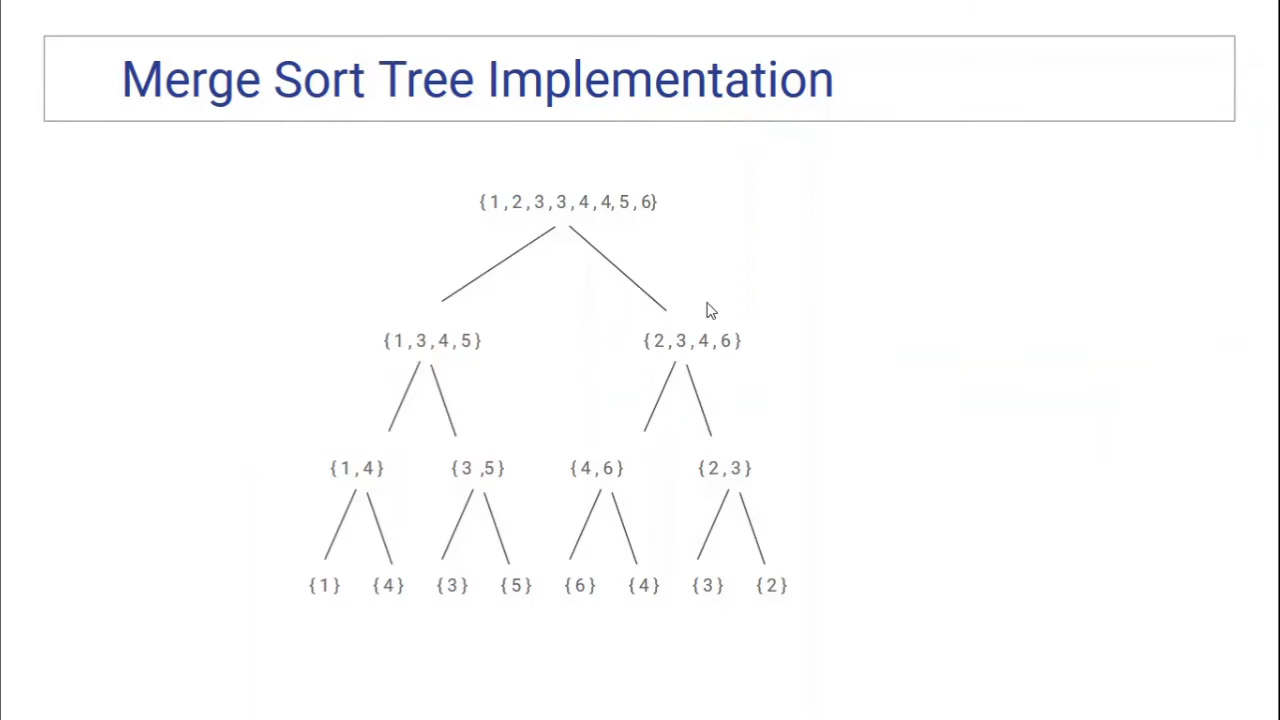 Merge Sort Tree Implementation
{1,2,3,3,4,4,5,6}
{1,3,4,5} {2,3,4,6}
{1,4} {3,5} {4,6} {2,3}
{1} {4} {3} {5} {6} {4} {3} {2}